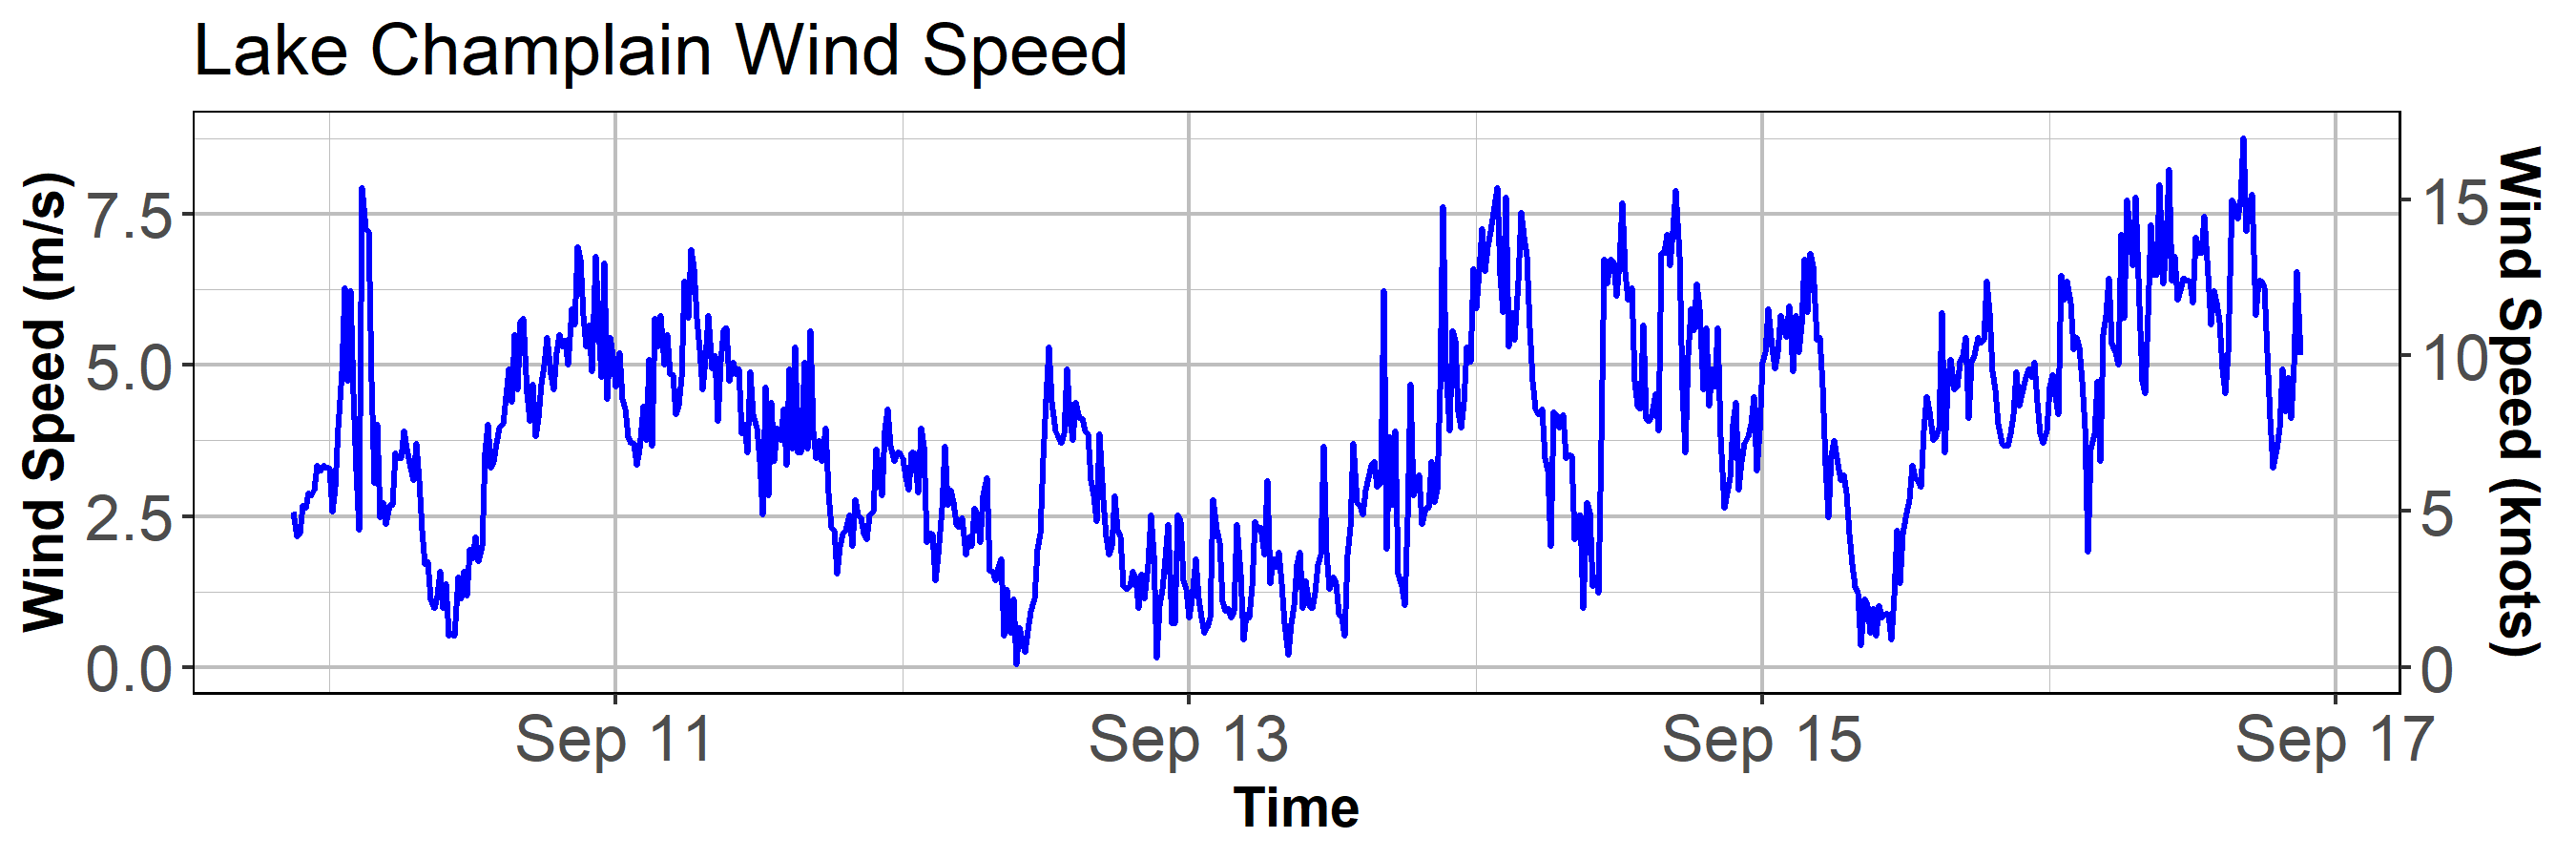 Lake Champlain Wind Speed
Wind Speed (m/s)
7.5
5.0
2.5
0.0
15
10
5
0
Wind Speed (knots)
Sep 11
Sep 13
Sep 15
Sep 17
Time